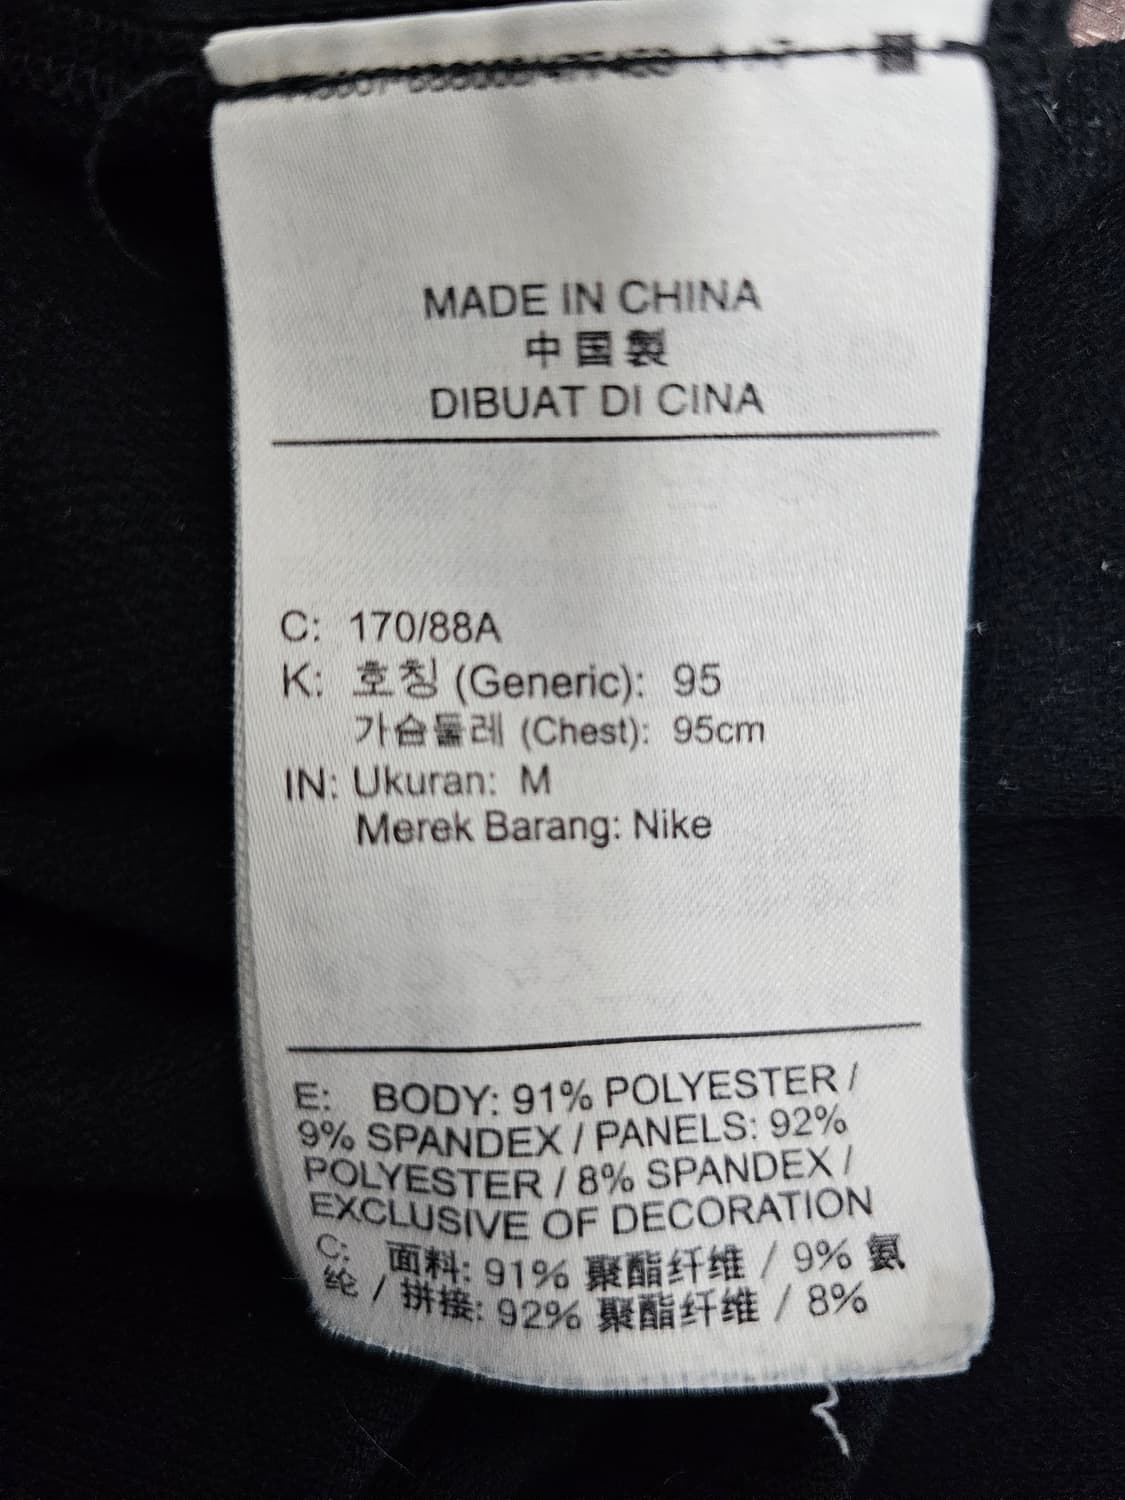 MADE IN CHINA
中国製
DIBUAT DI CINA
C: 170/88A
K: 호칭 (Generic): 95
가슴둘레 (Chest): 95cm
IN: Ukuran: M
Merek Barang: Nike
E: BODY: 91% POLYESTER /
9% SPANDEX / PANELS: 92%
POLYESTER / 8% SPANDEX /
EXCLUSIVE OF DECORATION
C: 面料: 91% 聚酯纤维 / 9% 氨
纶 / 拼接: 92% 聚酯纤维 / 8%